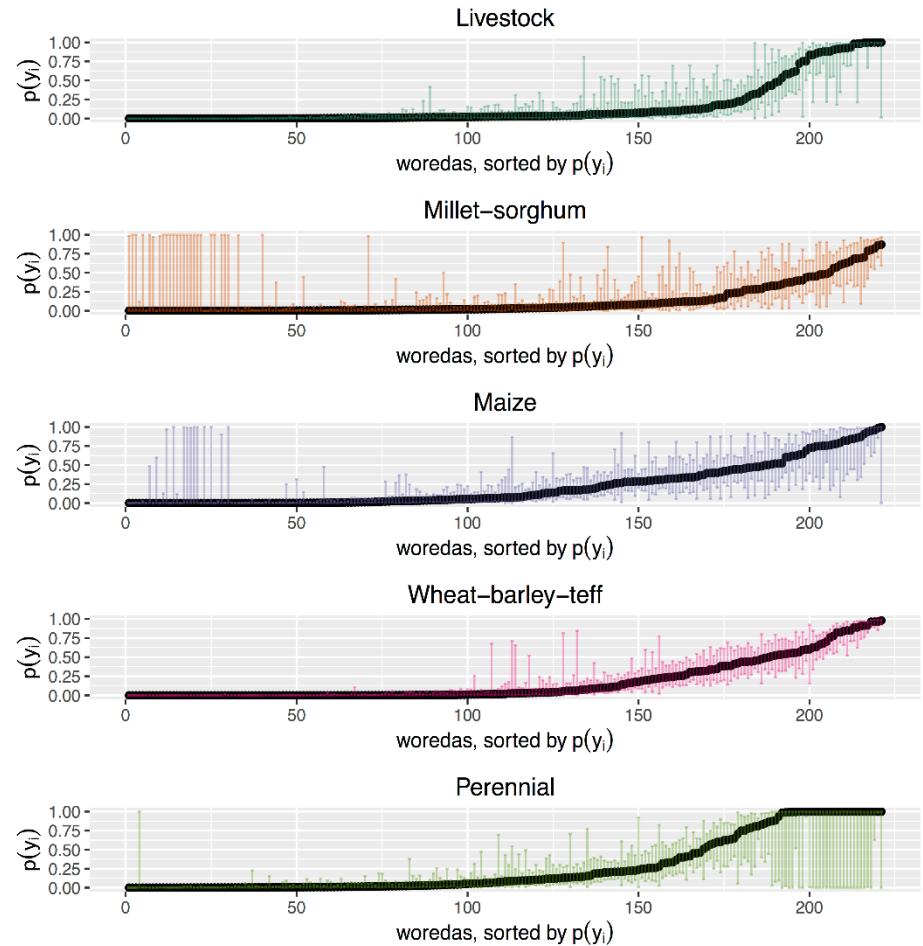 Livestock
1.00
0.75
0.50
0.25
0.00
p(yᵢ)
0 50 100 150 200
woredas, sorted by p(yᵢ)
Millet−sorghum
1.00
0.75
0.50
0.25
0.00
p(yᵢ)
0 50 100 150 200
woredas, sorted by p(yᵢ)
Maize
1.00
0.75
0.50
0.25
0.00
p(yᵢ)
0 50 100 150 200
woredas, sorted by p(yᵢ)
Wheat−barley−teff
1.00
0.75
0.50
0.25
0.00
p(yᵢ)
0 50 100 150 200
woredas, sorted by p(yᵢ)
Perennial
1.00
0.75
0.50
0.25
0.00
p(yᵢ)
0 50 100 150 200
woredas, sorted by p(yᵢ)